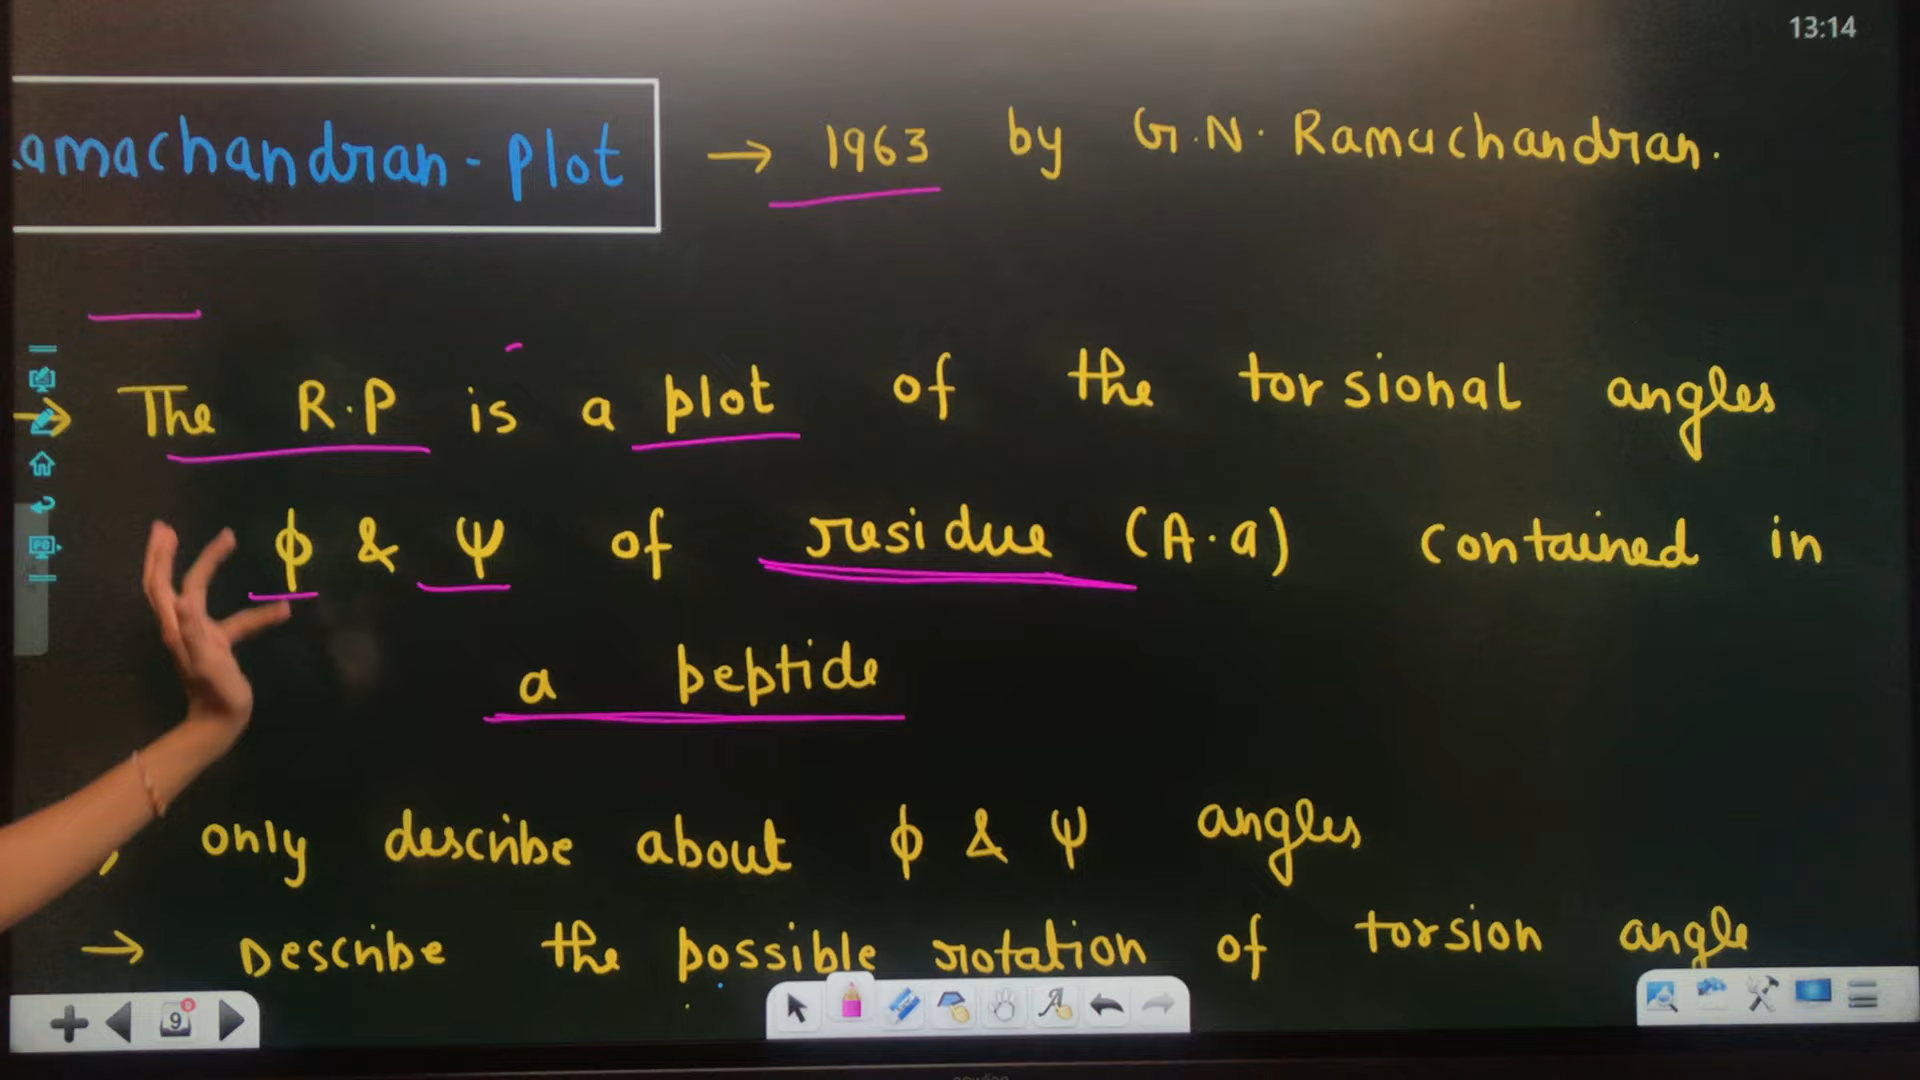 13:14
amachandran-plot → 1963 by G.N. Ramachandran.
→ The R.P is a plot of the torsional angles
ϕ & ψ of residue (A.a) contained in
a peptide
only describe about ϕ & ψ angles
→ Describe the possible rotation of torsion angle
9